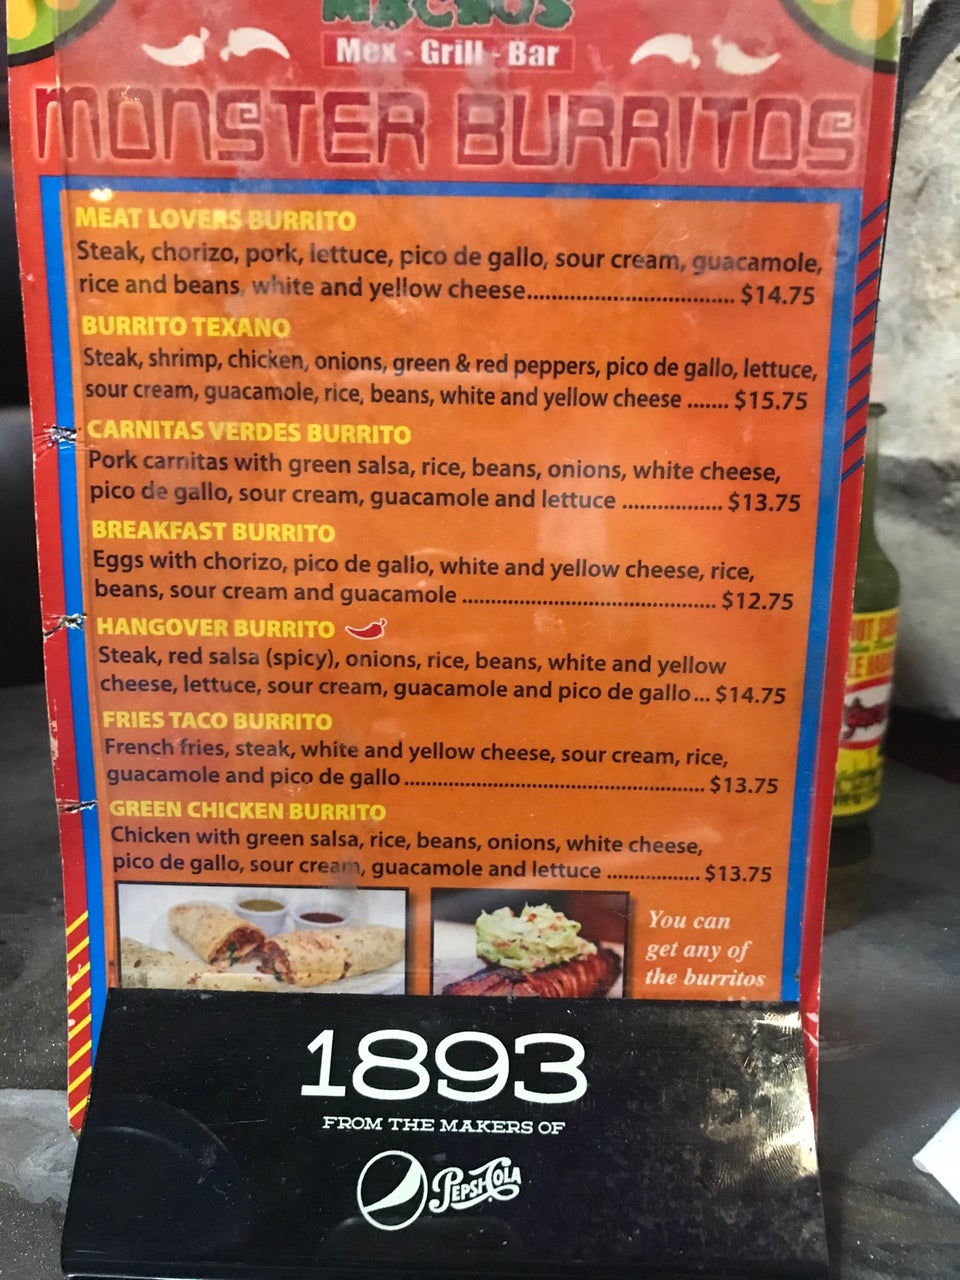 NACHOS
Mex - Grill - Bar
MONSTER BURRITOS
MEAT LOVERS BURRITO
Steak, chorizo, pork, lettuce, pico de gallo, sour cream, guacamole,
rice and beans, white and yellow cheese.................................. $14.75
BURRITO TEXANO
Steak, shrimp, chicken, onions, green & red peppers, pico de gallo, lettuce,
sour cream, guacamole, rice, beans, white and yellow cheese ....... $15.75
CARNITAS VERDES BURRITO
Pork carnitas with green salsa, rice, beans, onions, white cheese,
pico de gallo, sour cream, guacamole and lettuce ................. $13.75
BREAKFAST BURRITO
Eggs with chorizo, pico de gallo, white and yellow cheese, rice,
beans, sour cream and guacamole ........................................... $12.75
HANGOVER BURRITO
Steak, red salsa (spicy), onions, rice, beans, white and yellow
cheese, lettuce, sour cream, guacamole and pico de gallo... $14.75
FRIES TACO BURRITO
French fries, steak, white and yellow cheese, sour cream, rice,
guacamole and pico de gallo ..................................................... $13.75
GREEN CHICKEN BURRITO
Chicken with green salsa, rice, beans, onions, white cheese,
pico de gallo, sour cream, guacamole and lettuce ................. $13.75
You can
get any of
the burritos
1893
FROM THE MAKERS OF
PEPSI-COLA